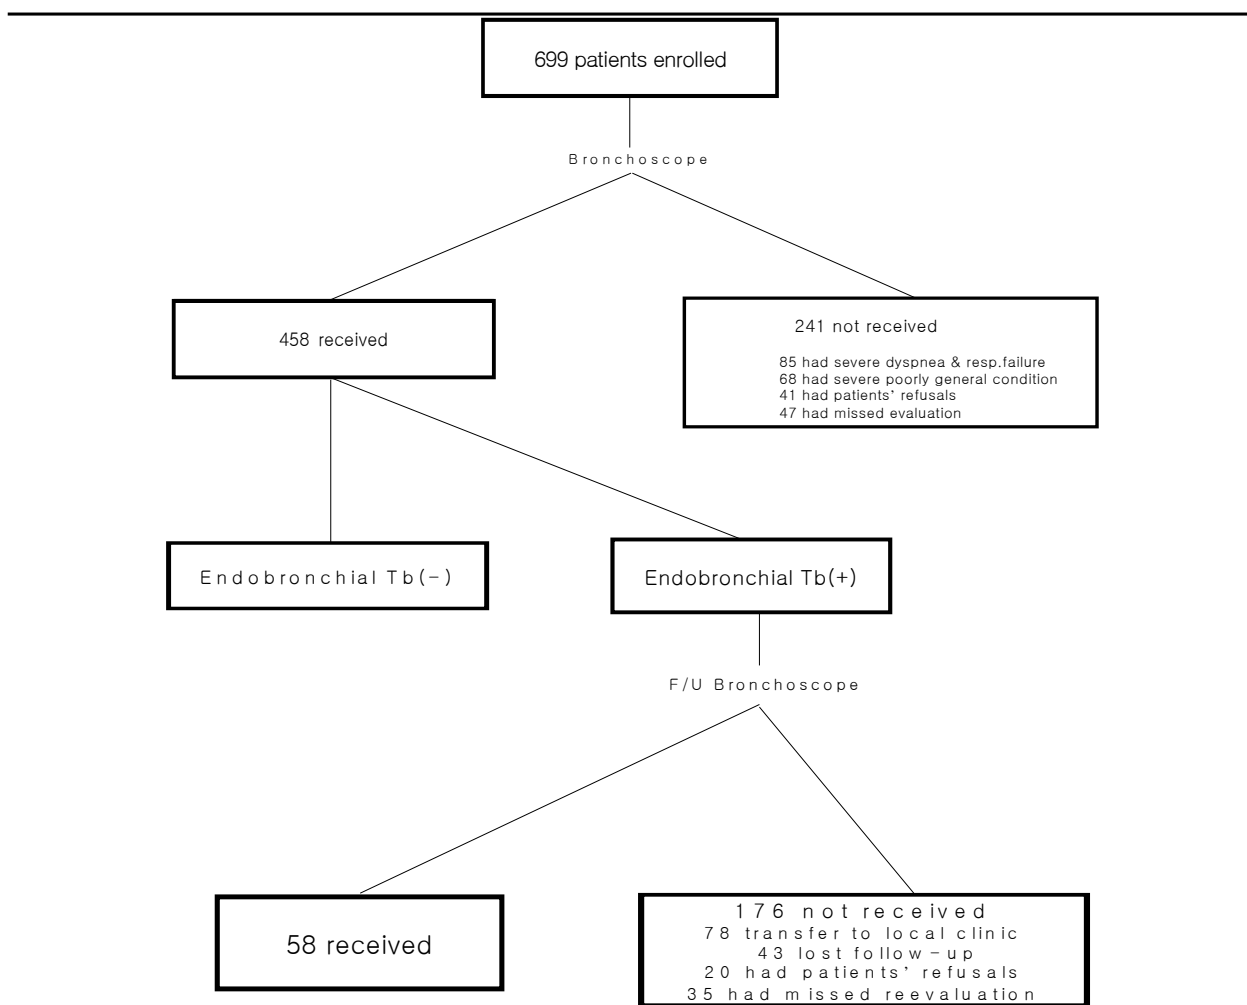 699 patients enrolled
Bronchoscope
458 received
241 not received
85 had severe dyspnea & resp.failure
68 had severe poorly general condition
41 had patients' refusals
47 had missed evaluation
Endobronchial Tb(-)
Endobronchial Tb(+)
F/U Bronchoscope
58 received
176 not received
78 transfer to local clinic
43 lost follow-up
20 had patients' refusals
35 had missed reevaluation